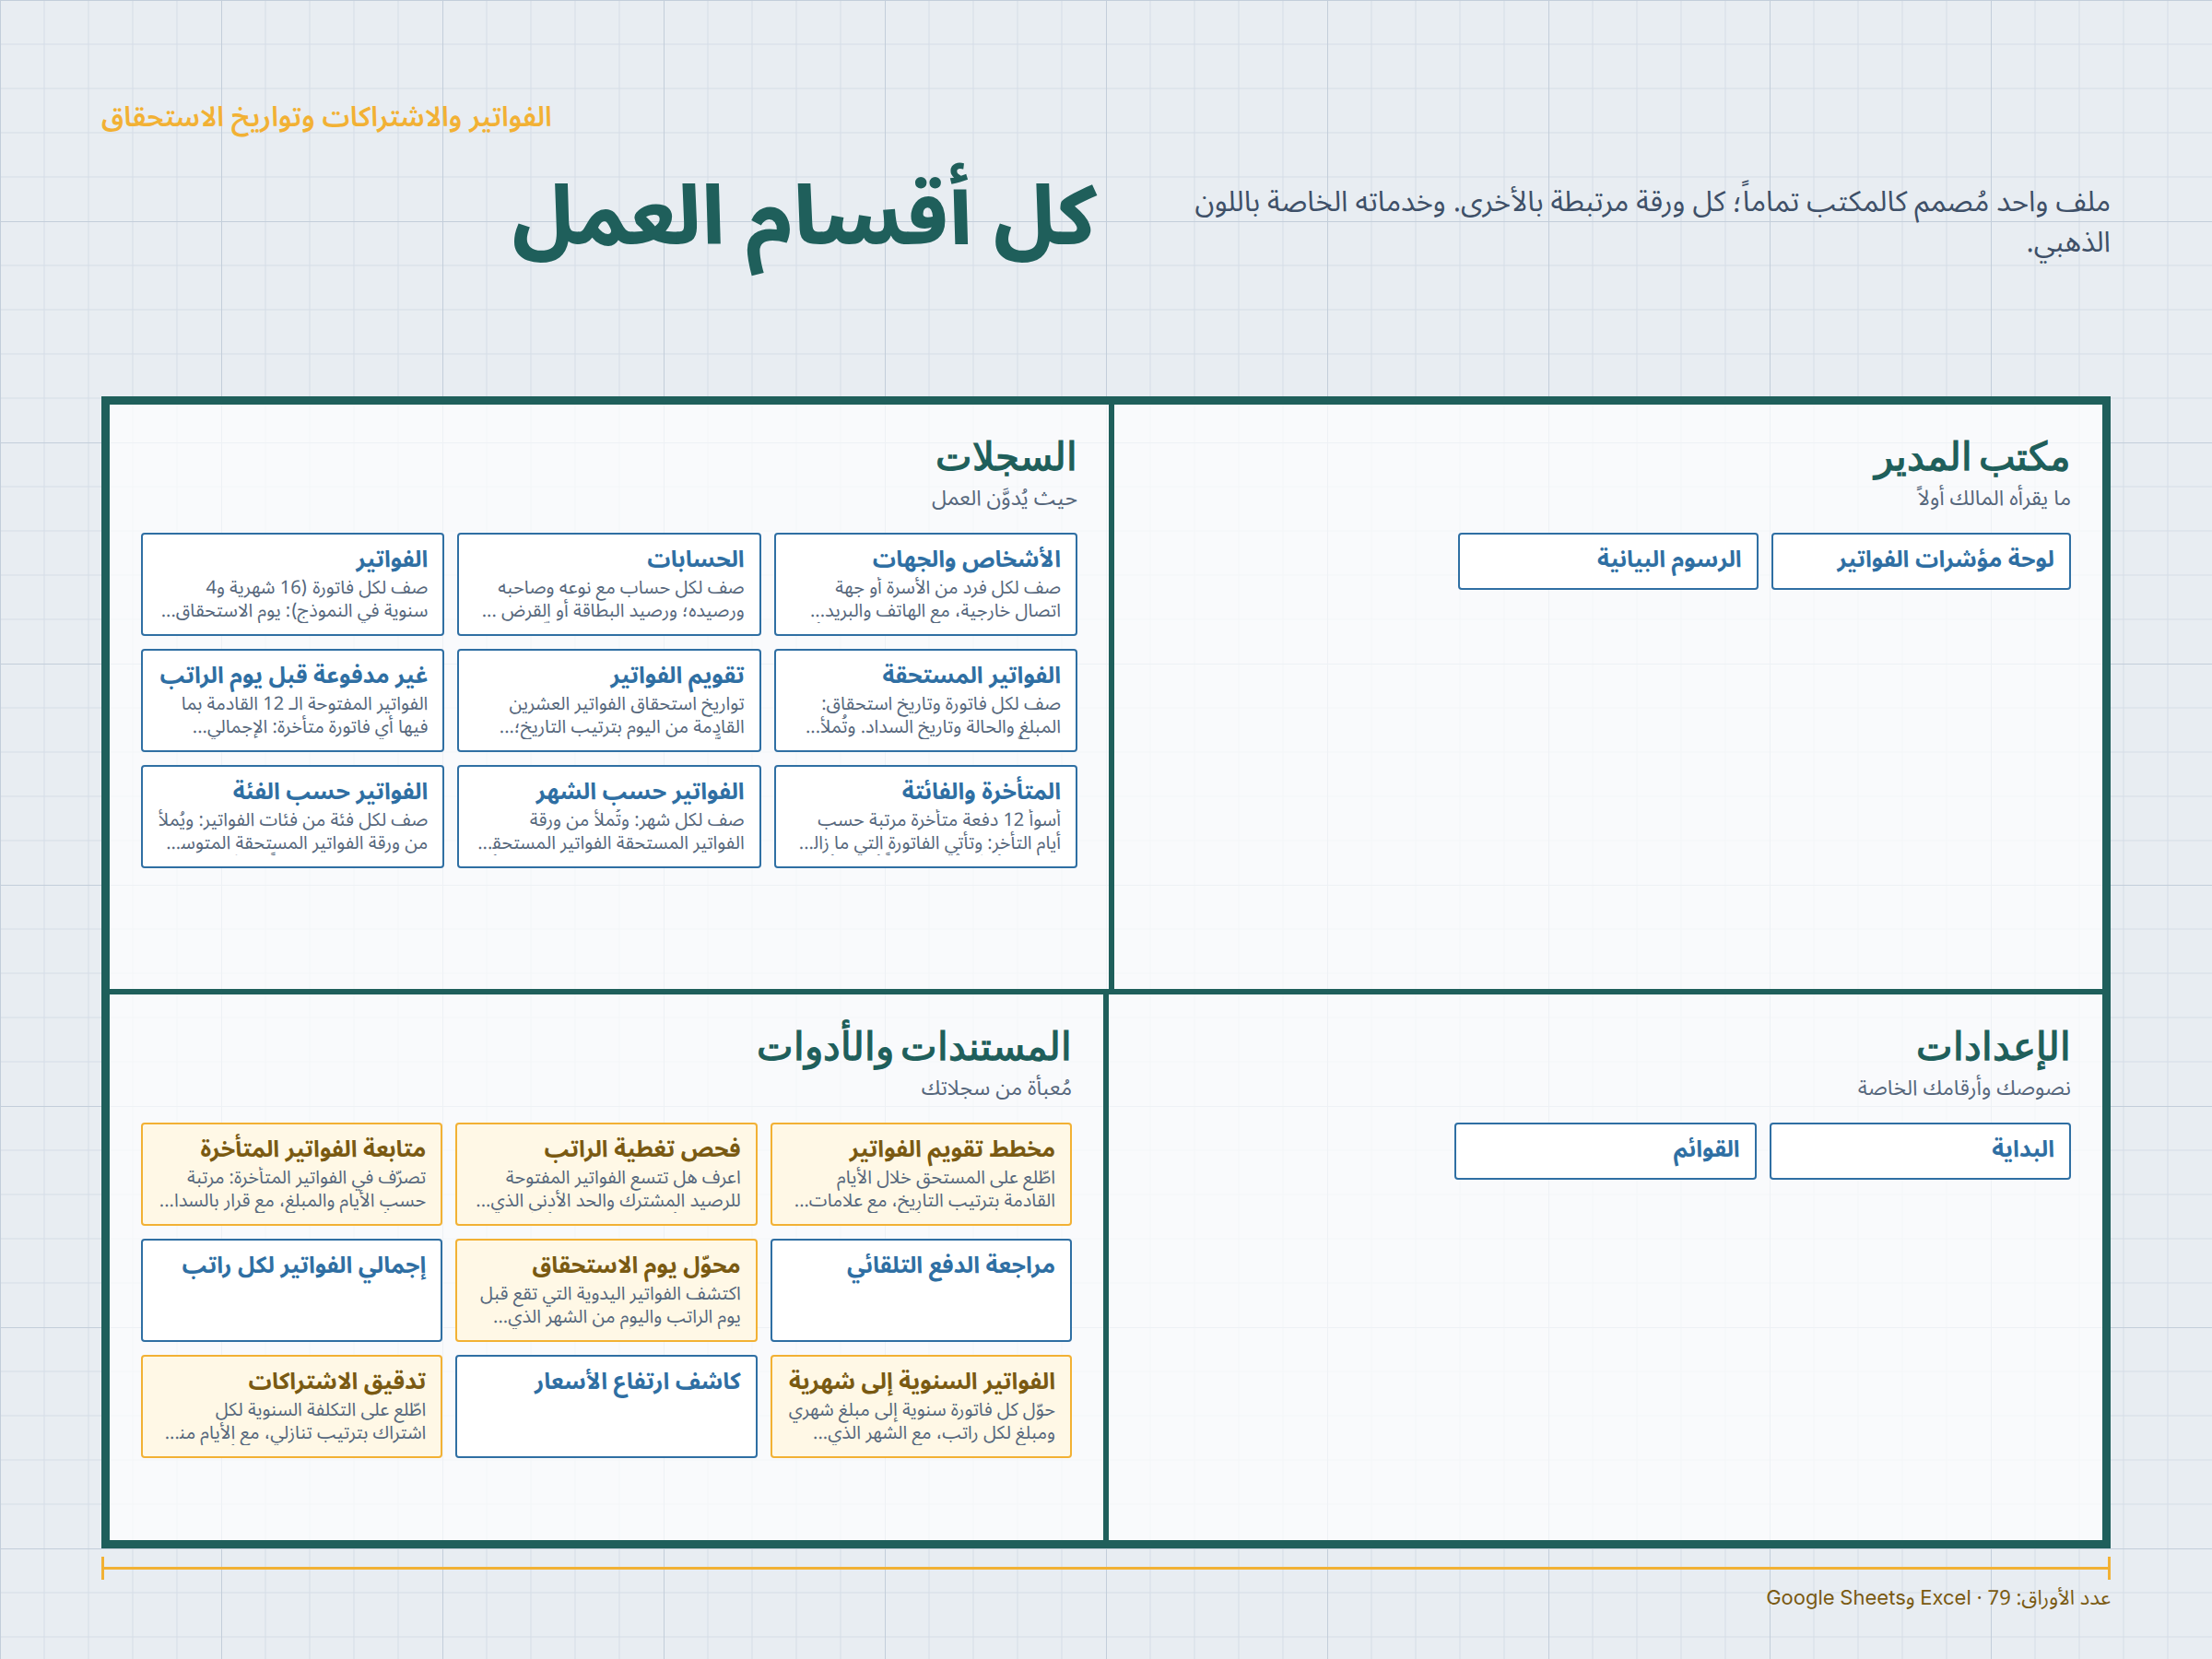 الفواتير والاشتراكات وتواريخ الاستحقاق
كل أقسام العمل
ملف واحد مُصمم كالمكتب تماماً؛ كل ورقة مرتبطة بالأخرى. وخدماته الخاصة باللون
الذهبي.
مكتب المدير
ما يقرأه المالك أولاً
لوحة مؤشرات الفواتير
الرسوم البيانية
السجلات
حيث يُدوَّن العمل
الأشخاص والجهات
صف لكل فرد من الأسرة أو جهة
اتصال خارجية، مع الهاتف والبريد...
الحسابات
صف لكل حساب مع نوعه وصاحبه
ورصيده؛ ورصيد البطاقة أو القرض ...
الفواتير
صف لكل فاتورة (16 شهرية و4
سنوية في النموذج): يوم الاستحقاق...
الفواتير المستحقة
صف لكل فاتورة وتاريخ استحقاق:
المبلغ والحالة وتاريخ السداد. وتُملأ...
تقويم الفواتير
تواريخ استحقاق الفواتير العشرين
القادمة من اليوم بترتيب التاريخ؛...
غير مدفوعة قبل يوم الراتب
الفواتير المفتوحة الـ 12 القادمة بما
فيها أي فاتورة متأخرة: الإجمالي...
المتأخرة والفائتة
أسوأ 12 دفعة متأخرة مرتبة حسب
أيام التأخر: وتأتي الفاتورة التي ما زالـ...
الفواتير حسب الشهر
صف لكل شهر: وتُملأ من ورقة
الفواتير المستحقة الفواتير المستحقـ...
الفواتير حسب الفئة
صف لكل فئة من فئات الفواتير: ويُملأ
من ورقة الفواتير المستحقة المتوسـ...
الإعدادات
نصوصك وأرقامك الخاصة
البداية
القوائم
المستندات والأدوات
مُعبأة من سجلاتك
مخطط تقويم الفواتير
اطّلع على المستحق خلال الأيام
القادمة بترتيب التاريخ، مع علامات...
فحص تغطية الراتب
اعرف هل تتسع الفواتير المفتوحة
للرصيد المشترك والحد الأدنى الذي...
متابعة الفواتير المتأخرة
تصرّف في الفواتير المتأخرة: مرتبة
حسب الأيام والمبلغ، مع قرار بالسدا...
مراجعة الدفع التلقائي
محوّل يوم الاستحقاق
اكتشف الفواتير اليدوية التي تقع قبل
يوم الراتب واليوم من الشهر الذي...
إجمالي الفواتير لكل راتب
الفواتير السنوية إلى شهرية
حوّل كل فاتورة سنوية إلى مبلغ شهري
ومبلغ لكل راتب، مع الشهر الذي...
كاشف ارتفاع الأسعار
تدقيق الاشتراكات
اطّلع على التكلفة السنوية لكل
اشتراك بترتيب تنازلي، مع الأيام منـ...
عدد الأوراق: 79 · Excel وGoogle Sheets